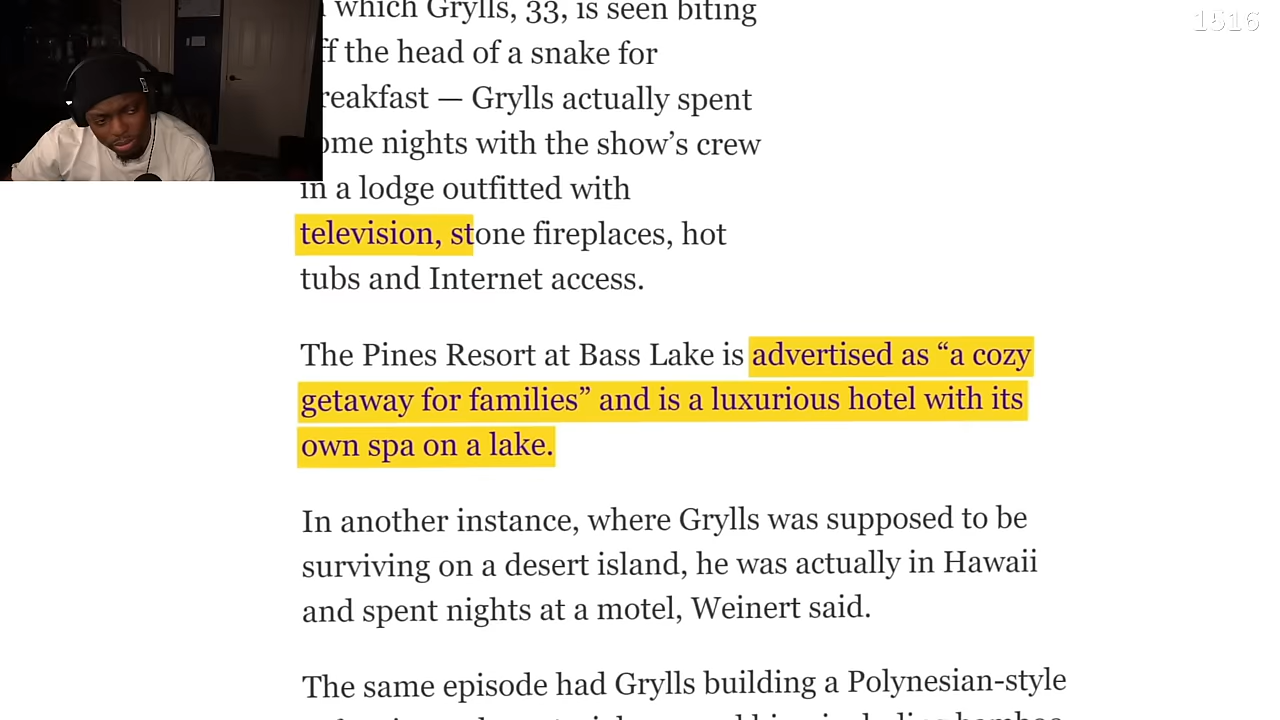 1516
which Grylls, 33, is seen biting
ff the head of a snake for
reakfast — Grylls actually spent
ome nights with the show’s crew
in a lodge outfitted with
television, stone fireplaces, hot
tubs and Internet access.
The Pines Resort at Bass Lake is advertised as “a cozy
getaway for families” and is a luxurious hotel with its
own spa on a lake.
In another instance, where Grylls was supposed to be
surviving on a desert island, he was actually in Hawaii
and spent nights at a motel, Weinert said.
The same episode had Grylls building a Polynesian-style